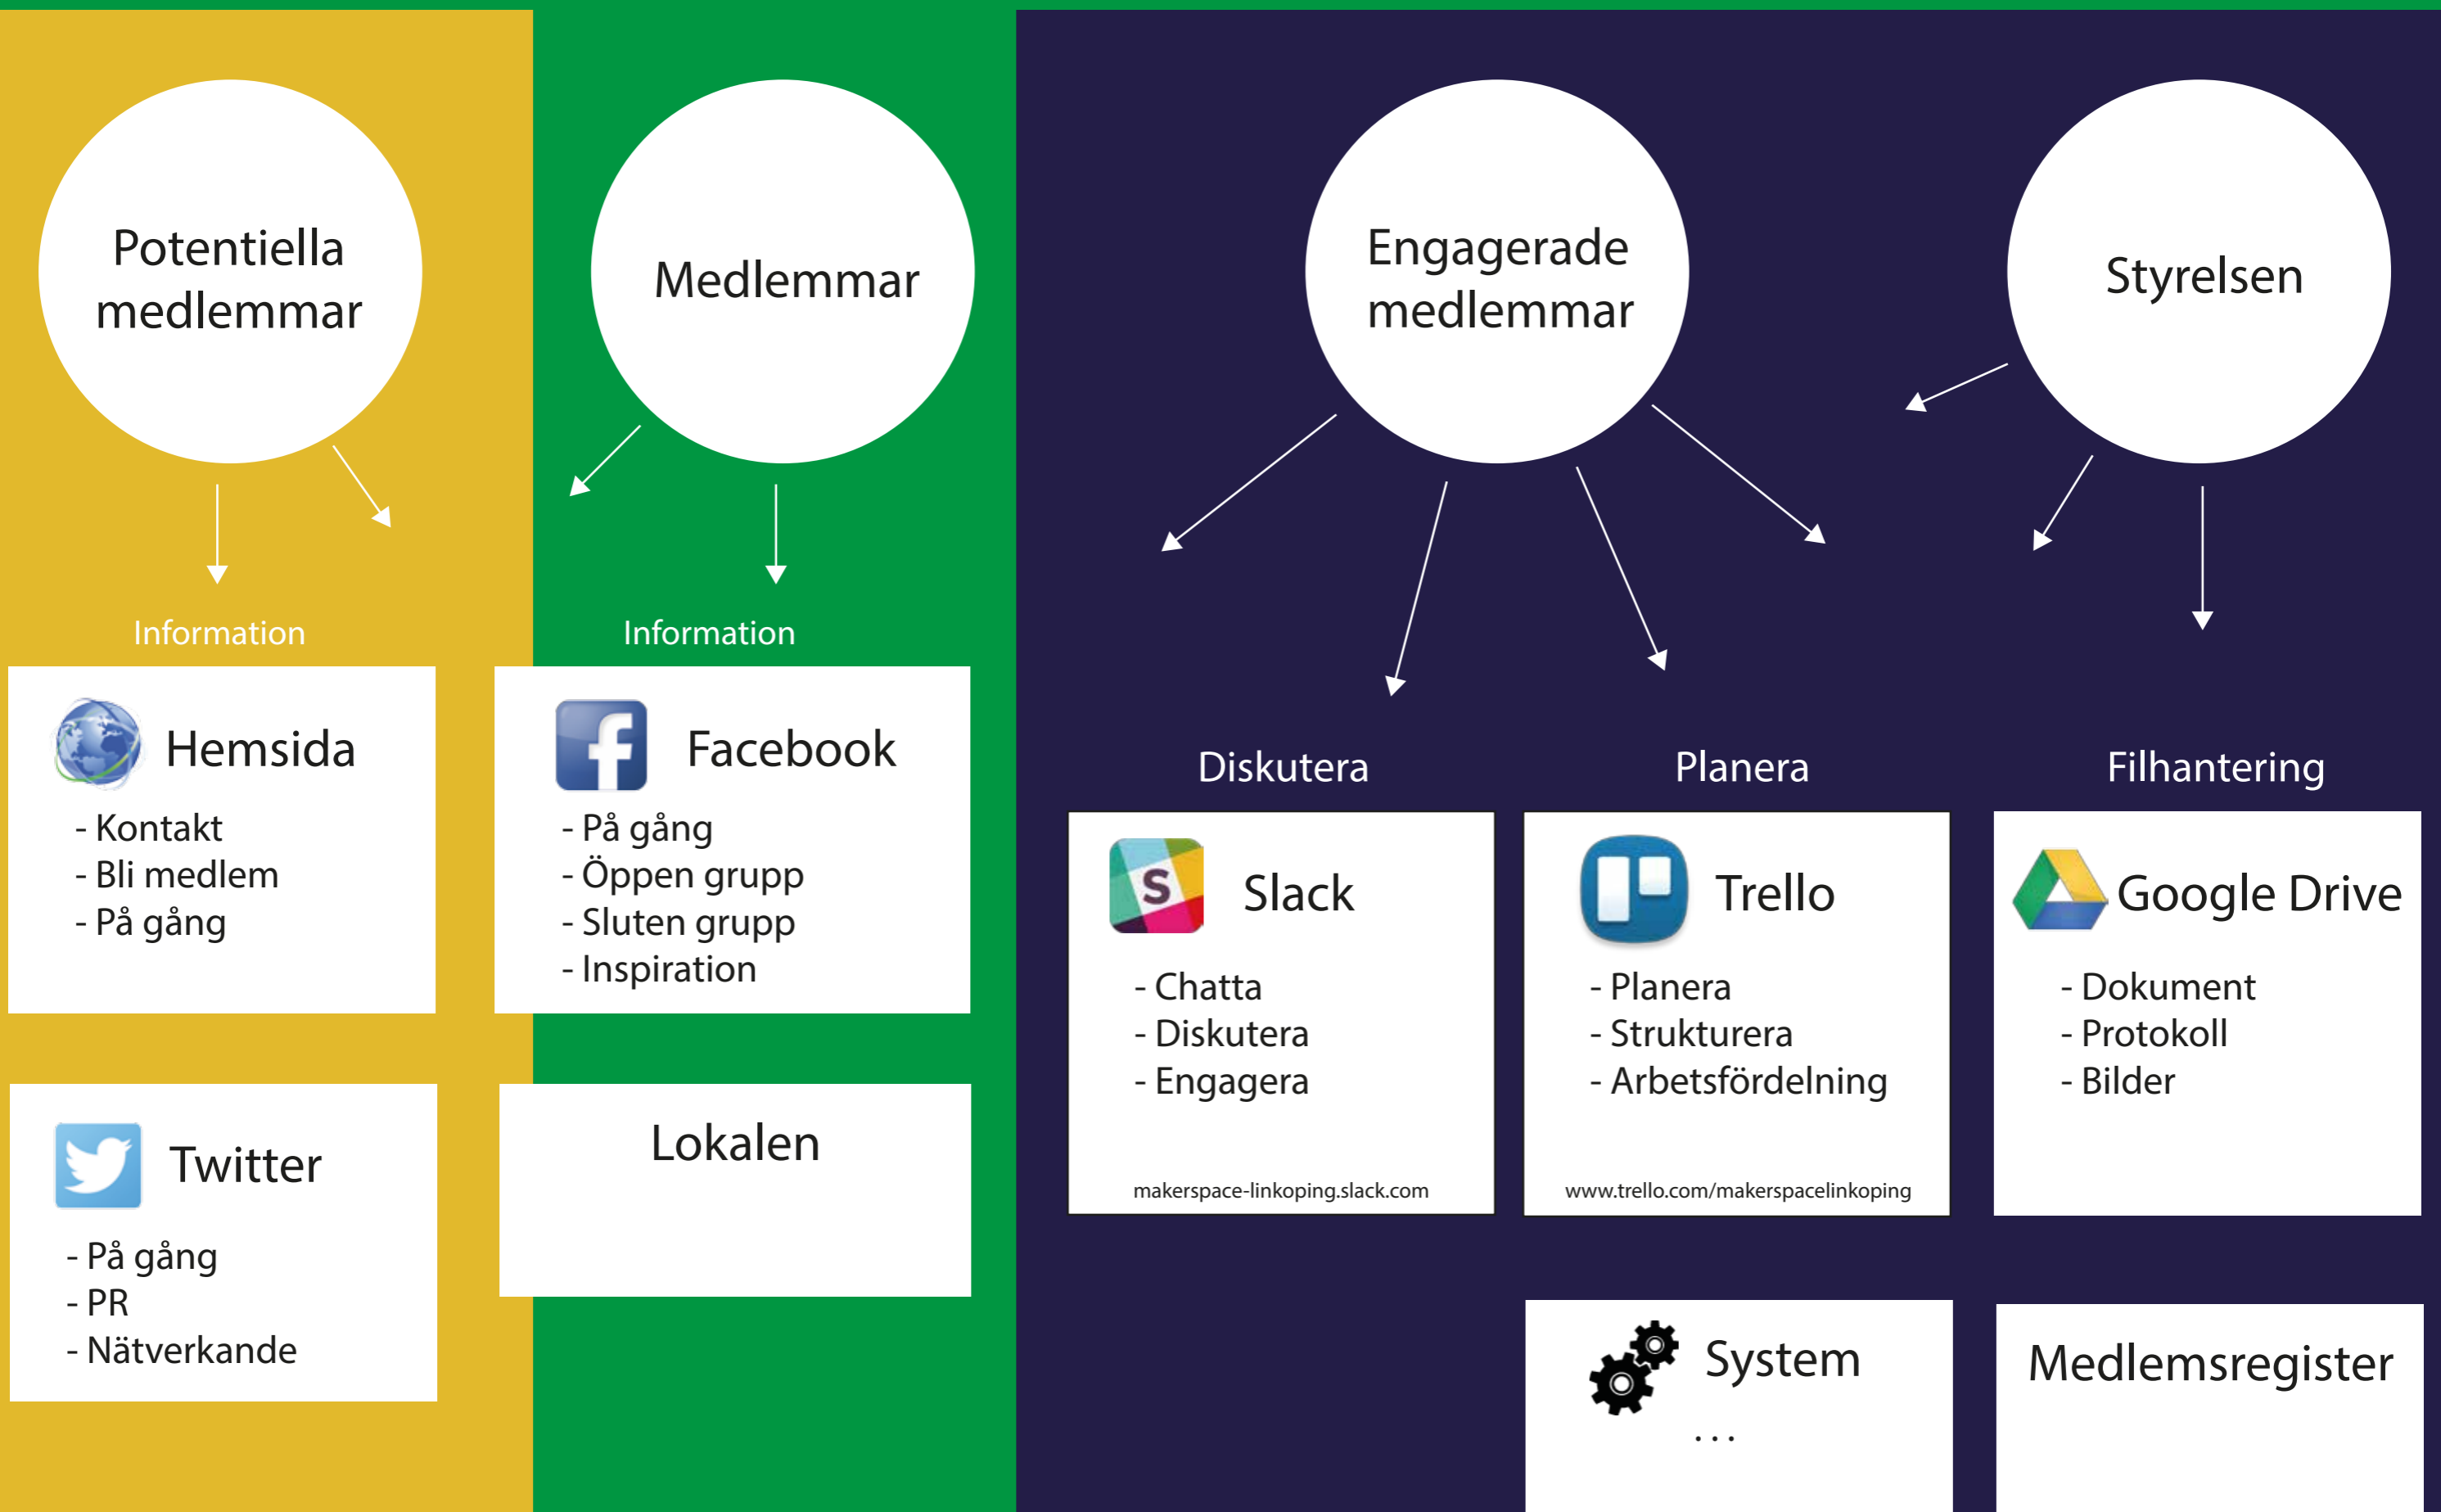 Potentiella
medlemmar
Medlemmar
Engagerade
medlemmar
Styrelsen
Information
Hemsida
- Kontakt
- Bli medlem
- På gång
Twitter
- På gång
- PR
- Nätverkande
Information
Facebook
- På gång
- Öppen grupp
- Sluten grupp
- Inspiration
Lokalen
Diskutera
Slack
- Chatta
- Diskutera
- Engagera
makerspace-linkoping.slack.com
Planera
Trello
- Planera
- Strukturera
- Arbetsfördelning
www.trello.com/makerspacelinkoping
Filhantering
Google Drive
- Dokument
- Protokoll
- Bilder
System
...
Medlemsregister